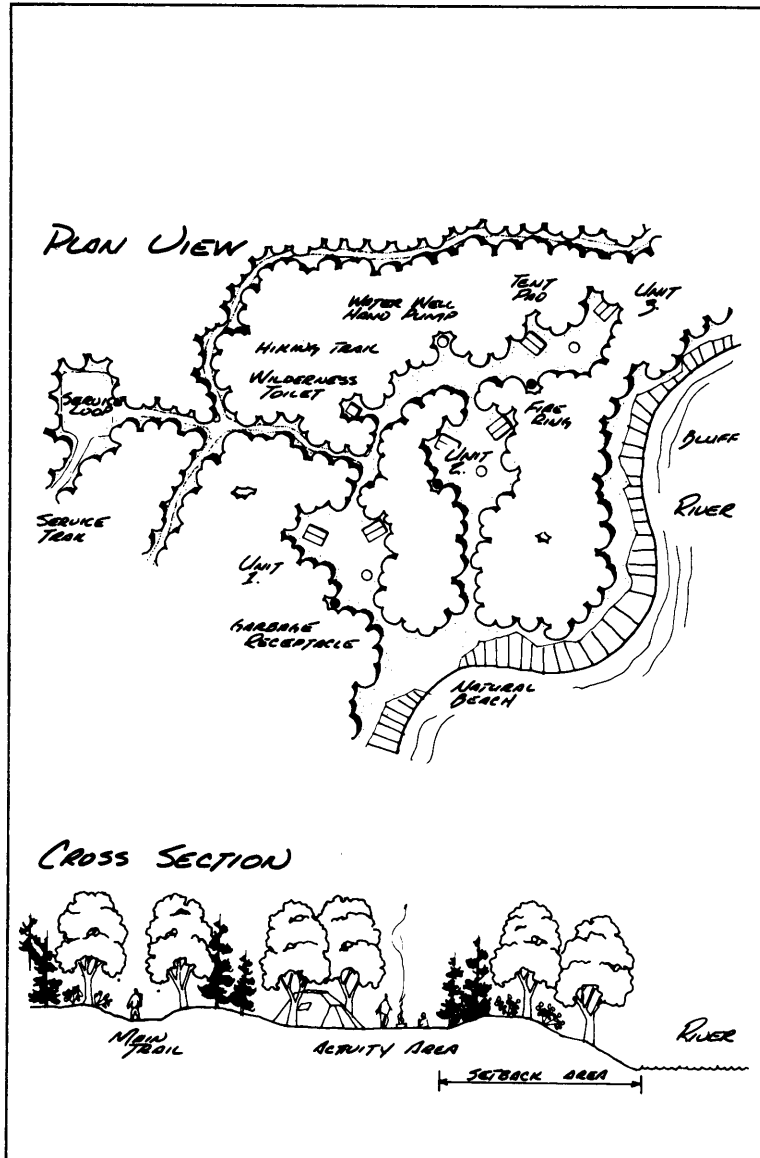 PLAN VIEW
TENT
PAD
UNIT
3.
WATER WELL
HAND PUMP
HIKING TRAIL
WILDERNESS
TOILET
SERVICE
LOOP
FIRE
RING
UNIT
2.
BLUFF
RIVER
SERVICE
TRAIL
UNIT
1.
GARBAGE
RECEPTACLE
NATURAL
BEACH
CROSS SECTION
MAIN
TRAIL
ACTIVITY AREA
RIVER
SETBACK AREA